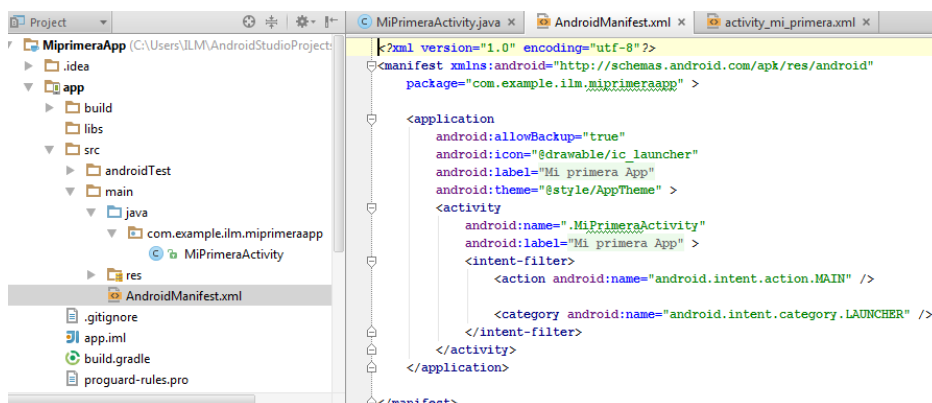 Project
MiPrimeraActivity.java
AndroidManifest.xml
activity_mi_primera.xml
MiprimeraApp (C:\Users\ILM\AndroidStudioProject
.idea
app
build
libs
src
androidTest
main
java
com.example.ilm.miprimeraapp
MiPrimeraActivity
res
AndroidManifest.xml
.gitignore
app.iml
build.gradle
proguard-rules.pro
<?xml version="1.0" encoding="utf-8"?>
<manifest xmlns:android="http://schemas.android.com/apk/res/android"
package="com.example.ilm.miprimeraapp" >
<application
android:allowBackup="true"
android:icon="@drawable/ic_launcher"
android:label="Mi primera App"
android:theme="@style/AppTheme" >
<activity
android:name=".MiPrimeraActivity"
android:label="Mi primera App" >
<intent-filter>
<action android:name="android.intent.action.MAIN" />
<category android:name="android.intent.category.LAUNCHER" />
</intent-filter>
</activity>
</application>
</manifest>